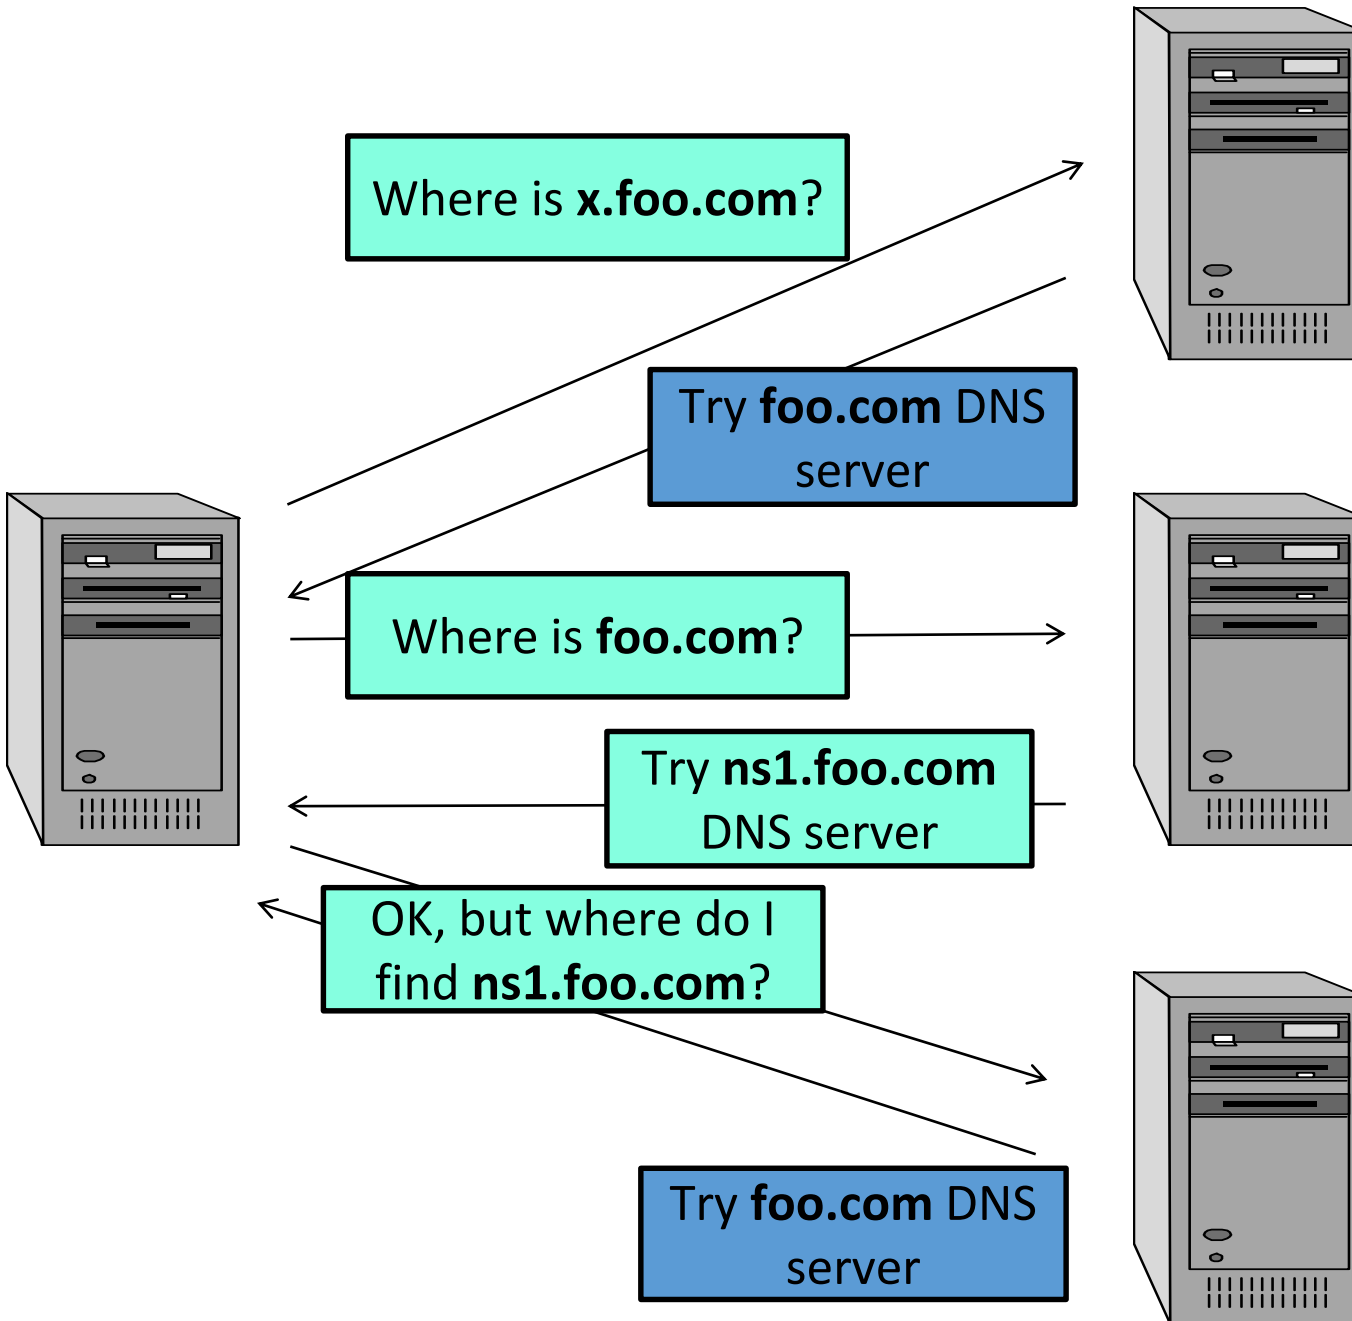 Where is x.foo.com?
Try foo.com DNS
server
Where is foo.com?
Try ns1.foo.com
DNS server
OK, but where do I
find ns1.foo.com?
Try foo.com DNS
server